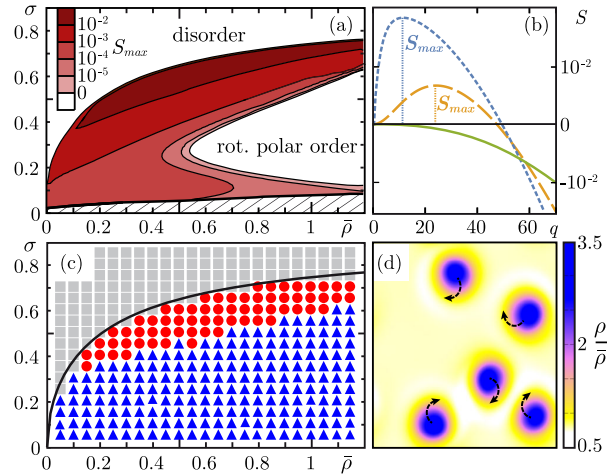 (a)
disorder
10⁻²
10⁻³
10⁻⁴
10⁻⁵
0
S_max
rot. polar order
σ
0.8
0.6
0.4
0.2
0
0 0.2 0.4 0.6 0.8 1 ρ̄
(b)
S
S_max
S_max
10⁻²
0
-10⁻²
0 20 40 60 q
(c)
σ
0.8
0.6
0.4
0.2
0
0 0.2 0.4 0.6 0.8 1 ρ̄
(d)
3.5
2
0.5
ρ
ρ̄